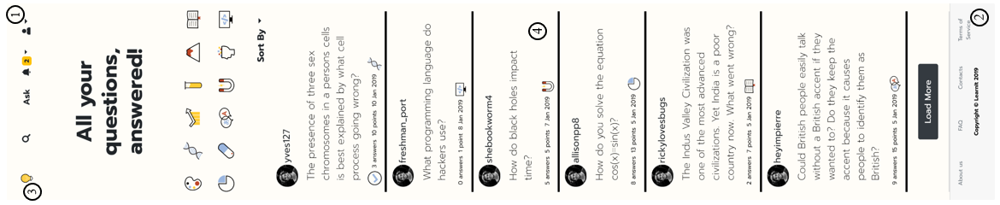 3
Ask
2
1
All your
questions,
answered!
Sort By
yves127
The presence of three sex
chromosomes in a persons cells
is best explained by what cell
process going wrong?
3 answers 10 points 10 Jan 2019
freshman_port
What programming language do
hackers use?
0 answers 1 point 8 Jan 2019
shebookworm4
How do black holes impact
time?
4
5 answers 5 points 7 Jan 2019
allisonpp8
How do you solve the equation
cos(x)=sin(x)?
8 answers 13 points 5 Jan 2019
rickylovesbugs
The Indus Valley Civilization was
one of the most advanced
civilizations. Yet India is a poor
country now. What went wrong?
2 answers 7 points 5 Jan 2019
heyimpierre
Could British people easily talk
without a British accent if they
wanted to? Do they keep the
accent because it causes
people to identify them as
British?
9 answers 15 points 5 Jan 2019
Load More
About us FAQ Contacts Terms of
Service
2
Copyright © Learnit 2019